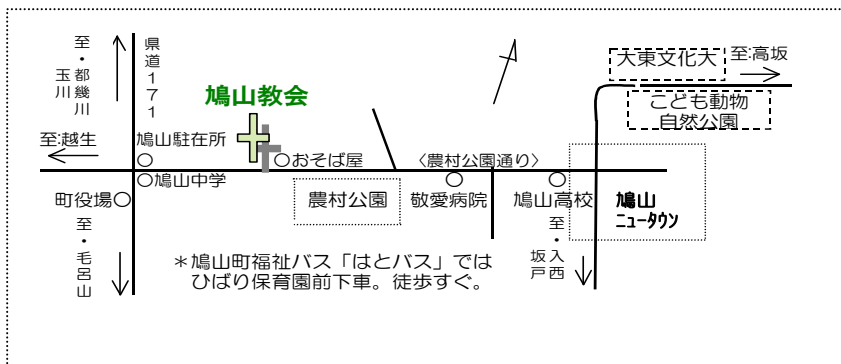 至・都幾川
玉川
県道171
大東文化大
至:高坂
こども動物
自然公園
鳩山教会
至:越生
鳩山駐在所
おそば屋
〈農村公園通り〉
鳩山中学
町役場
農村公園
敬愛病院
鳩山高校
鳩山
ニュータウン
至・毛呂山
至・入西
坂戸
＊鳩山町福祉バス「はとバス」では
ひばり保育園前下車。徒歩すぐ。